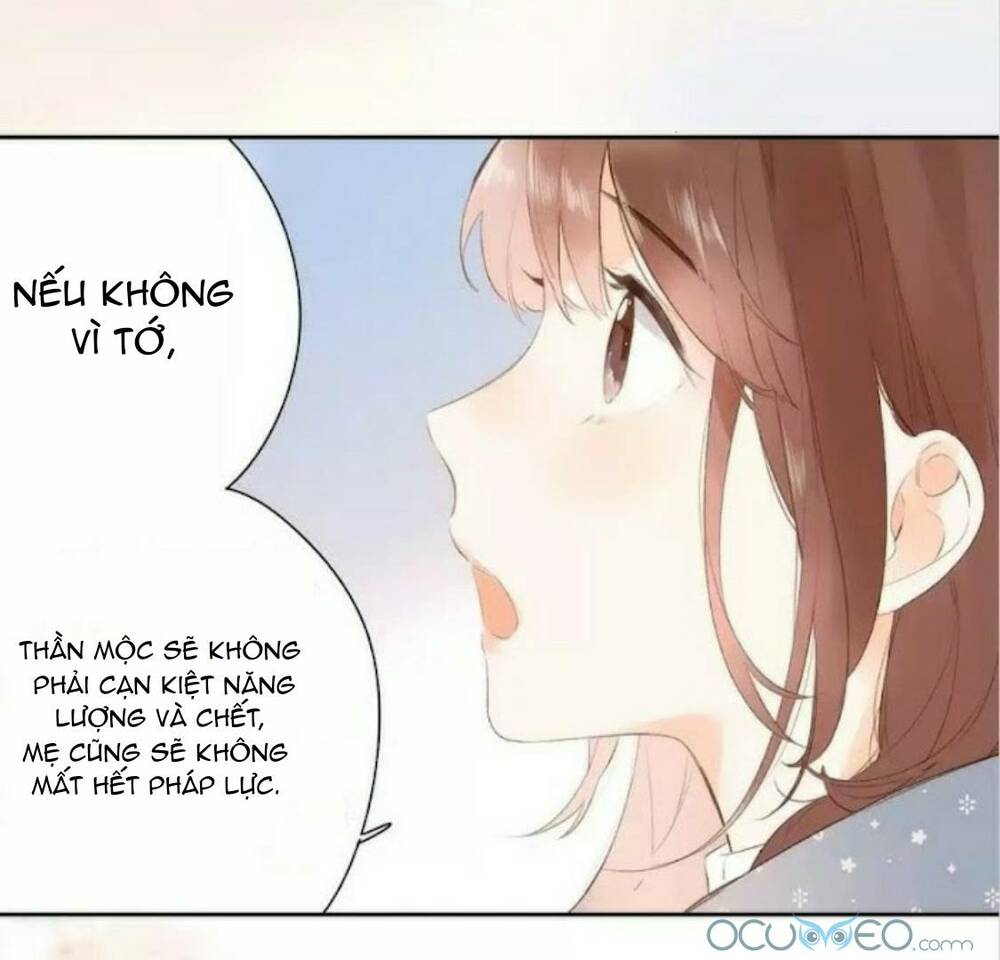 NẾU KHÔNG
VÌ TỚ,
THẦN MỘC SẼ KHÔNG
PHẢI CẠN KIỆT NĂNG
LƯỢNG VÀ CHẾT,
MẸ CŨNG SẼ KHÔNG
MẤT HẾT PHÁP LỰC.
OCUMEO.comm